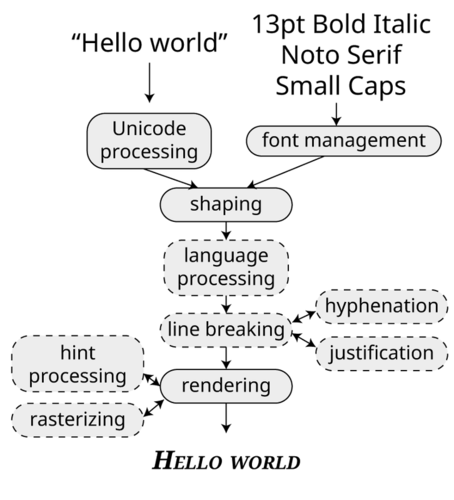 “Hello world”
13pt Bold Italic
Noto Serif
Small Caps
Unicode
processing
font management
shaping
language
processing
line breaking
hyphenation
justification
hint
processing
rendering
rasterizing
HELLO WORLD